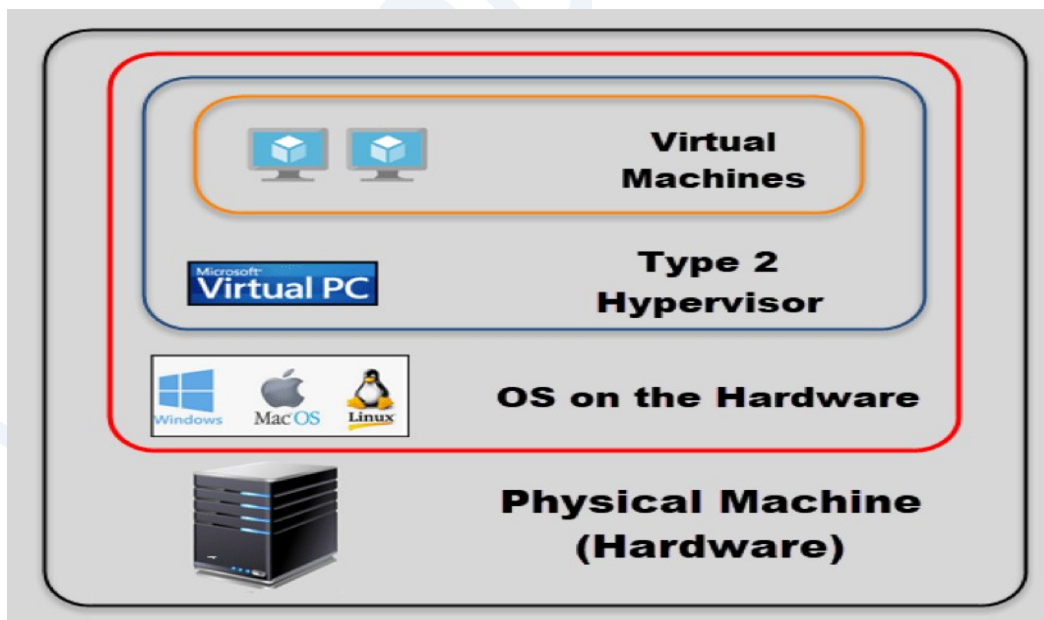 Virtual
Machines
Microsoft
Virtual PC
Type 2
Hypervisor
Windows
Mac OS
Linux
OS on the Hardware
Physical Machine
(Hardware)